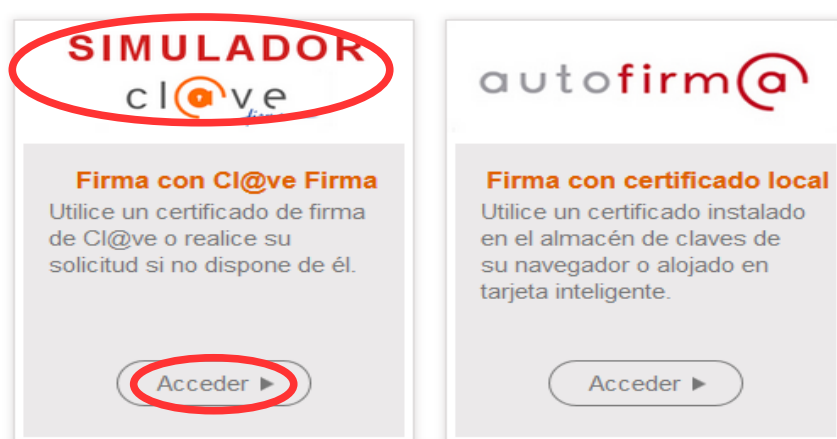 SIMULADOR
cl@ve
firma
Firma con Cl@ve Firma
Utilice un certificado de firma
de Cl@ve o realice su
solicitud si no dispone de él.
Acceder ▶
autofirm@
Firma con certificado local
Utilice un certificado instalado
en el almacén de claves de
su navegador o alojado en
tarjeta inteligente.
Acceder ▶